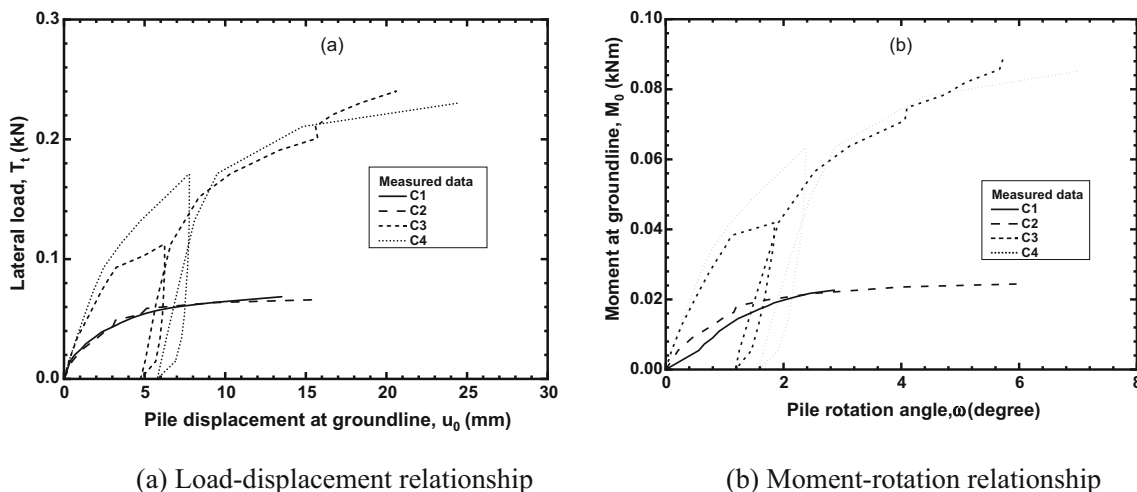 (a)
0.3
0.2
0.1
0.0
Lateral load, T_t (kN)
Measured data
C1
C2
C3
C4
0 5 10 15 20 25 30
Pile displacement at groundline, u_0 (mm)
(b)
0.10
0.08
0.06
0.04
0.02
0.00
Moment at groundline, M_0 (kNm)
Measured data
C1
C2
C3
C4
0 2 4 6 8
Pile rotation angle,ω(degree)
(a) Load-displacement relationship
(b) Moment-rotation relationship